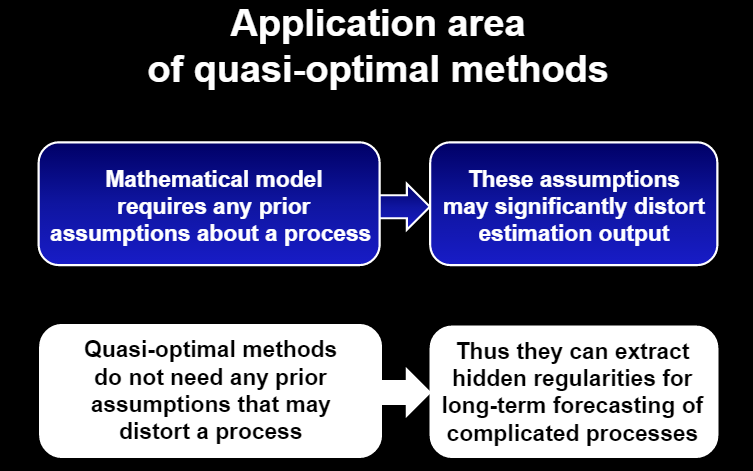 Application area
of quasi-optimal methods
Mathematical model
requires any prior
assumptions about a process
These assumptions
may significantly distort
estimation output
Quasi-optimal methods
do not need any prior
assumptions that may
distort a process
Thus they can extract
hidden regularities for
long-term forecasting of
complicated processes